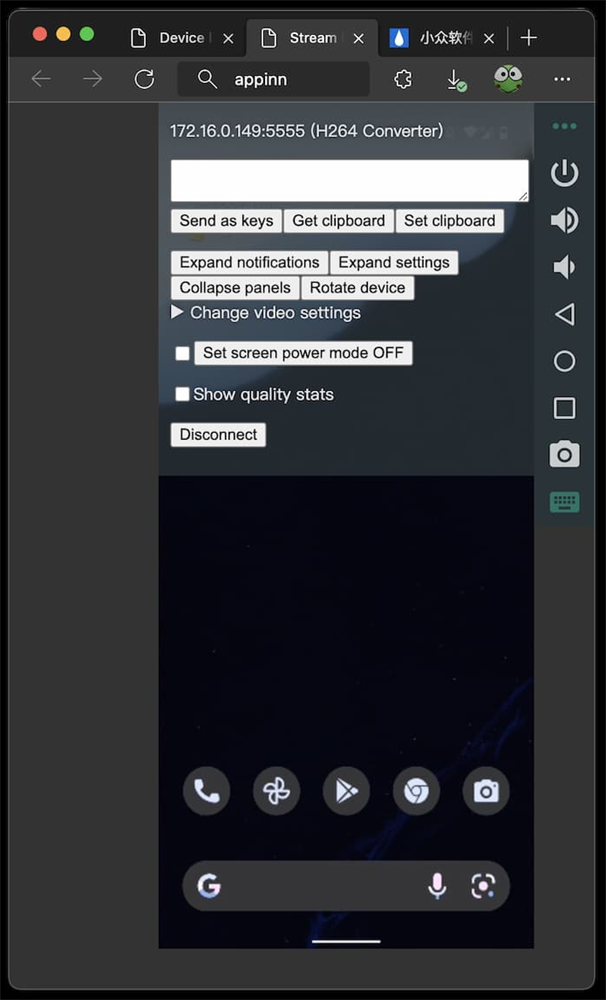 Device
Stream
小众软件
appinn
172.16.0.149:5555 (H264 Converter)
Send as keys
Get clipboard
Set clipboard
Expand notifications
Expand settings
Collapse panels
Rotate device
Change video settings
Set screen power mode OFF
Show quality stats
Disconnect
G